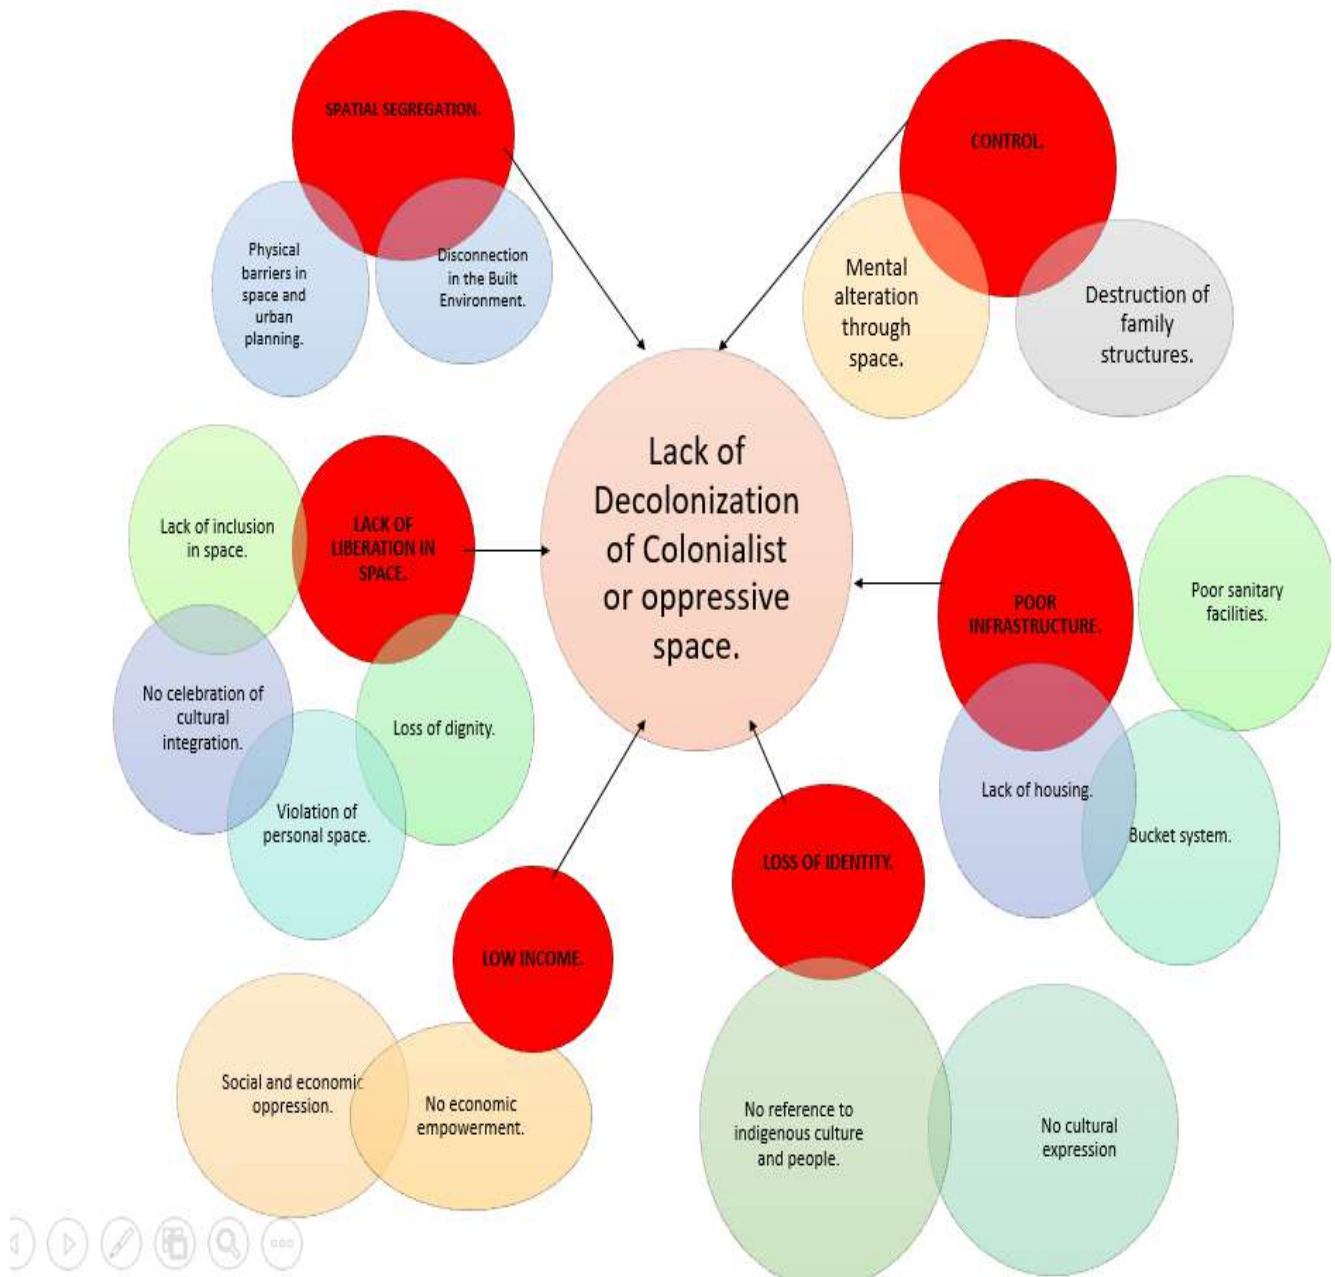 SPATIAL SEGREGATION.
Physical
barriers in
space and
urban
planning.
Disconnection
in the Built
Environment.
CONTROL.
Mental
alteration
through
space.
Destruction of
family
structures.
Lack of
Decolonization
of Colonialist
or oppressive
space.
Lack of inclusion
in space.
LACK OF
LIBERATION IN
SPACE.
No celebration of
cultural
integration.
Loss of dignity.
Violation of
personal space.
POOR
INFRASTRUCTURE.
Poor sanitary
facilities.
Lack of housing.
Bucket system.
LOW INCOME.
Social and economic
oppression.
No economic
empowerment.
LOSS OF IDENTITY.
No reference to
indigenous culture
and people.
No cultural
expression